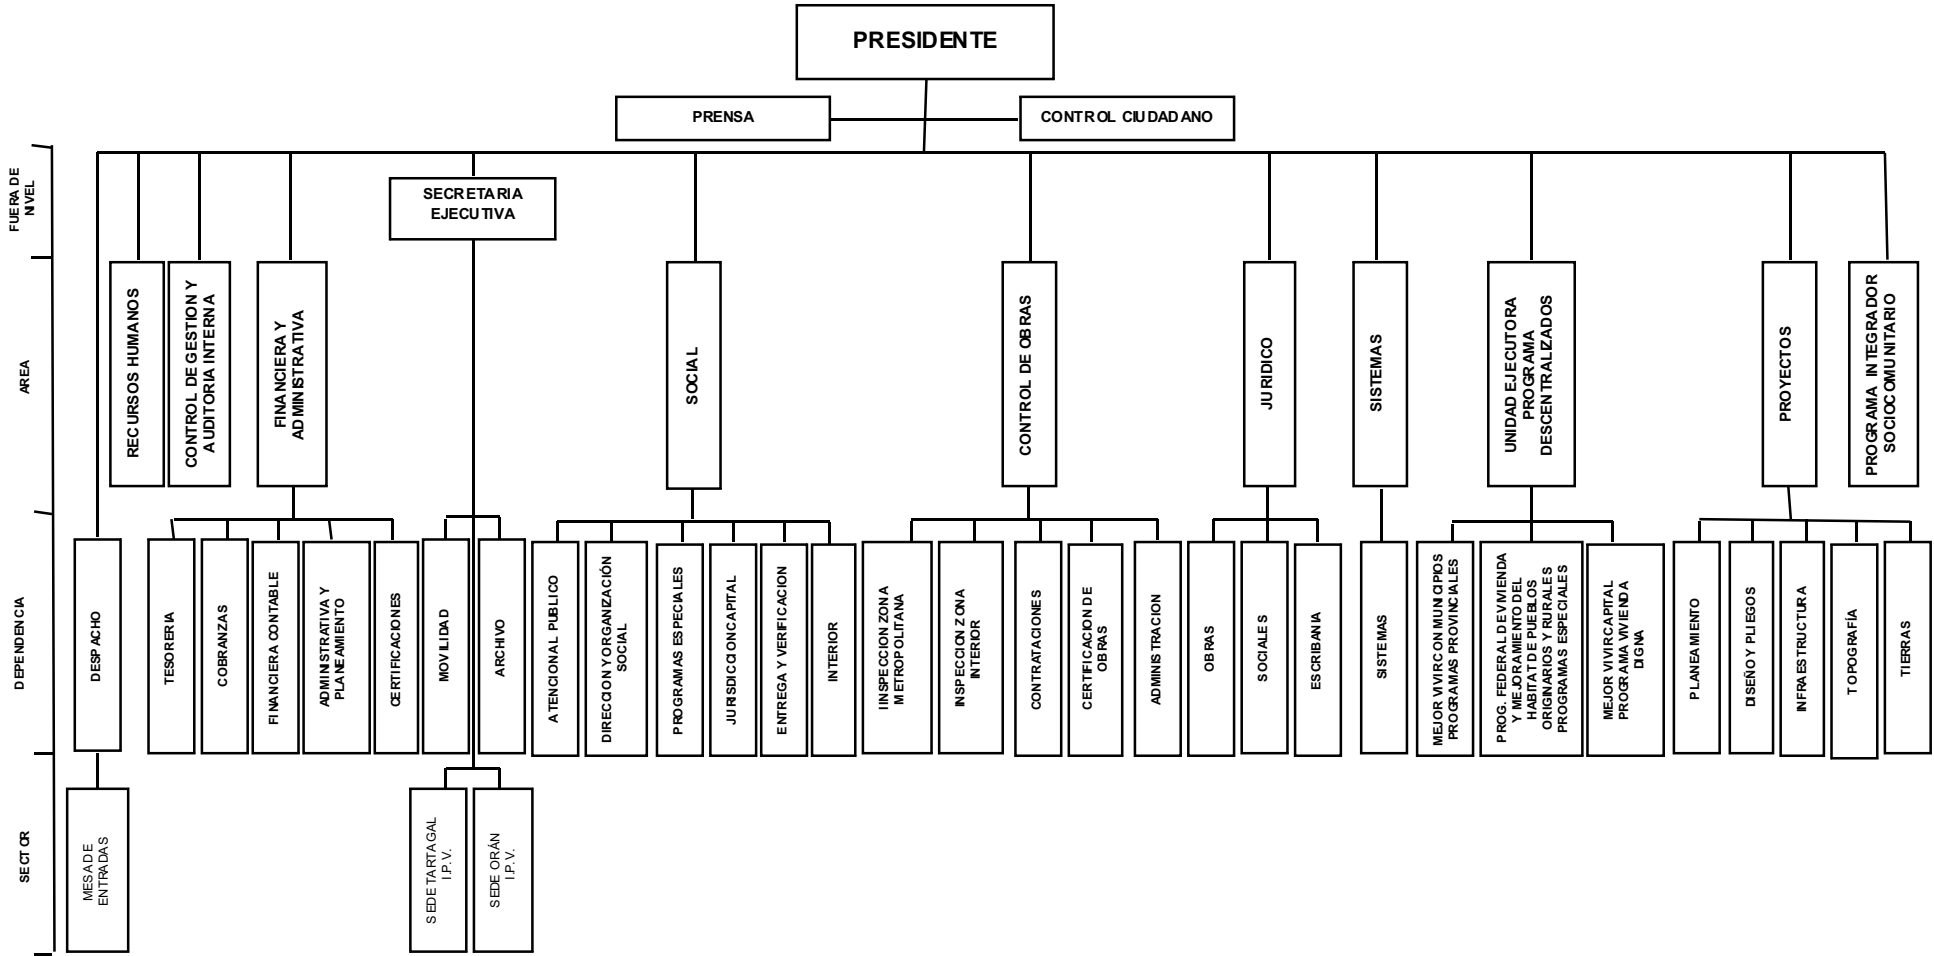 PRESIDENTE
PRENSA
CONTROL CIUDADANO
FUERA DE
NIVEL
SECRETARIA
EJECUTIVA
AREA
RECURSOS HUMANOS
CONTROL DE GESTION Y
AUDITORIA INTERNA
FINANCIERA Y
ADMINISTRATIVA
SOCIAL
CONTROL DE OBRAS
JURIDICO
SISTEMAS
UNIDAD EJECUTORA
PROGRAMA
DESCENTRALIZADOS
PROYECTOS
PROGRAMA INTEGRADOR
SOCIOCOMUNITARIO
DEPENDENCIA
DESPACHO
TESORERIA
COBRANZAS
FINANCIERA CONTABLE
ADMINISTRATIVA Y
PLANEAMIENTO
CERTIFICACIONES
MOVILIDAD
ARCHIVO
ATENCION AL PUBLICO
DIRECCION Y ORGANIZACIÓN
SOCIAL
PROGRAMAS ESPECIALES
JURISDICCION CAPITAL
ENTREGA Y VERIFICACION
INTERIOR
INSPECCION ZONA
METROPOLITANA
INSPECCION ZONA
INTERIOR
CONTRATACIONES
CERTIFICACION DE
OBRAS
ADMINISTRACION
OBRAS
SOCIALES
ESCRIBANIA
SISTEMAS
MEJOR VIVIR CON MUNICIPIOS
PROGRAMAS PROVINCIALES
PROG. FEDERAL DE VIVIENDA
Y MEJORAMIENTO DEL
HABITAT DE PUEBLOS
ORIGINARIOS Y RURALES
PROGRAMAS ESPECIALES
MEJOR VIVIR CAPITAL
PROGRAMA VIVIENDA
DIGNA
PLANEAMIENTO
DISEÑO Y PLIEGOS
INFRAESTRUCTURA
TOPOGRAFÍA
TIERRAS
SECTOR
MESA DE
ENTRADAS
SEDE TARTAGAL
I.P.V.
SEDE ORÁN
I.P.V.